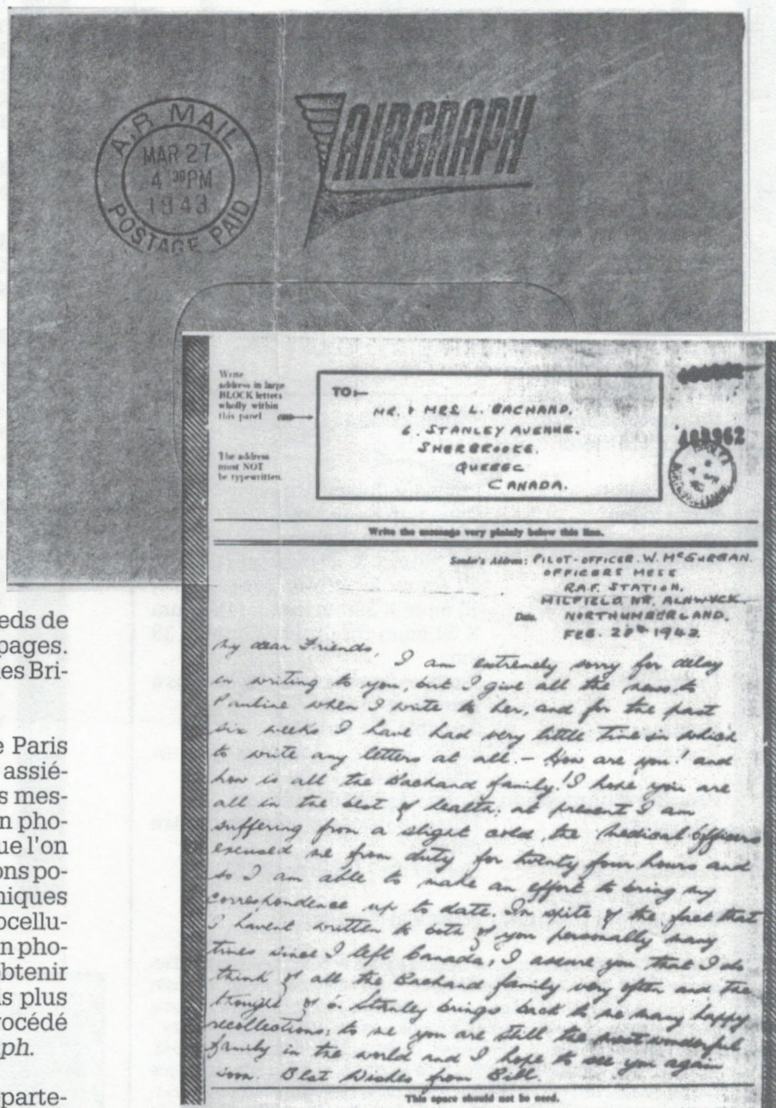 AIR MAIL
MAR 27
4 30 PM
1943
POSTAGE PAID
AIRGRAPH
Write
address in large
BLOCK letters
wholly within
this panel
The address
must NOT
be typewritten.
TO:—
MR. & MRS L. BACHAND,
6. STANLEY AVENUE.
SHERBROOKE.
QUEBEC
CANADA.
Write the message very plainly below this line.
Sender's Address: PILOT-OFFICER. W. McGURBAN.
OFFICERS MESS
R.A.F. STATION,
MILFIELD. NR. ALNWYCK.
Date NORTHUMBERLAND.
FEB. 28th 1943
My dear Friends,
I am extremely sorry for delay
in writing to you, but I give all the news to
Pauline when I write to her, and for the past
six weeks I have had very little time in which
to write any letters at all. – How are you! and
how is all the Bachand family! I hope you are
all in the best of health; at present I am
suffering from a slight cold, the medical officers
excused me from duty for twenty four hours and
so I am able to make an effort to bring my
correspondence up to date. In spite of the fact that
I havent written to both of you personally many
times since I left Canada; I assure you that I do
think of all the Bachand family very often and the
thought of 6. Stanley brings back to me many happy
recollections; to me you are still the most wonderful
family in the world and I hope to see you again
soon. Best Wishes from Bill.
This space should not be need.
eds de
pages.
es Bri-
e Paris
assié-
s mes-
n pho-
ue l'on
ons po-
niques
ocellu-
n pho-
btenir
s plus
rocédé
ph.
parte-